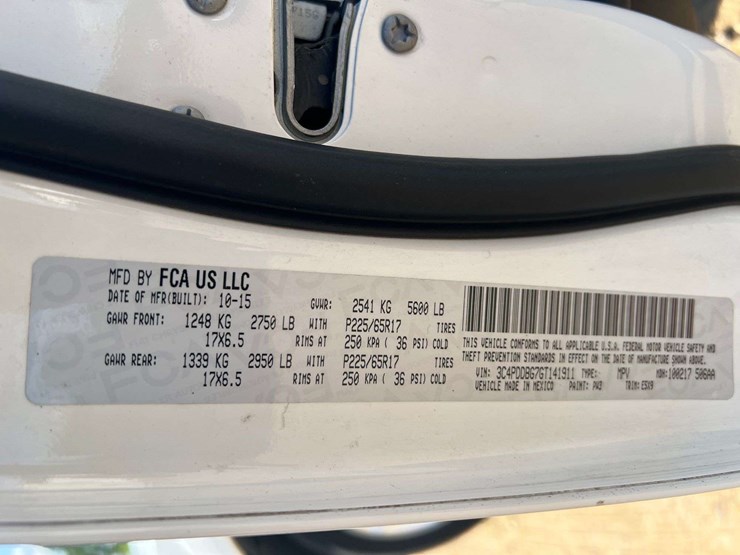 MFD BY FCA US LLC
DATE OF MFR(BUILT): 10-15 GVWR: 2541 KG 5600 LB
GAWR FRONT: 1248 KG 2750 LB WITH P225/65R17 TIRES
17X6.5 RIMS AT 250 KPA ( 36 PSI) COLD
GAWR REAR: 1339 KG 2950 LB WITH P225/65R17 TIRES
17X6.5 RIMS AT 250 KPA ( 36 PSI) COLD
THIS VEHICLE CONFORMS TO ALL APPLICABLE U.S.A. FEDERAL MOTOR VEHICLE SAFETY AND
THEFT PREVENTION STANDARDS IN EFFECT ON THE DATE OF MANUFACTURE SHOWN ABOVE.
VIN: 3C4PDDBG7GT141911 TYPE: MPV MDH:100217 506AA
VEHICLE MADE IN MEXICO PAINT: PW3 TRIM: E5X9